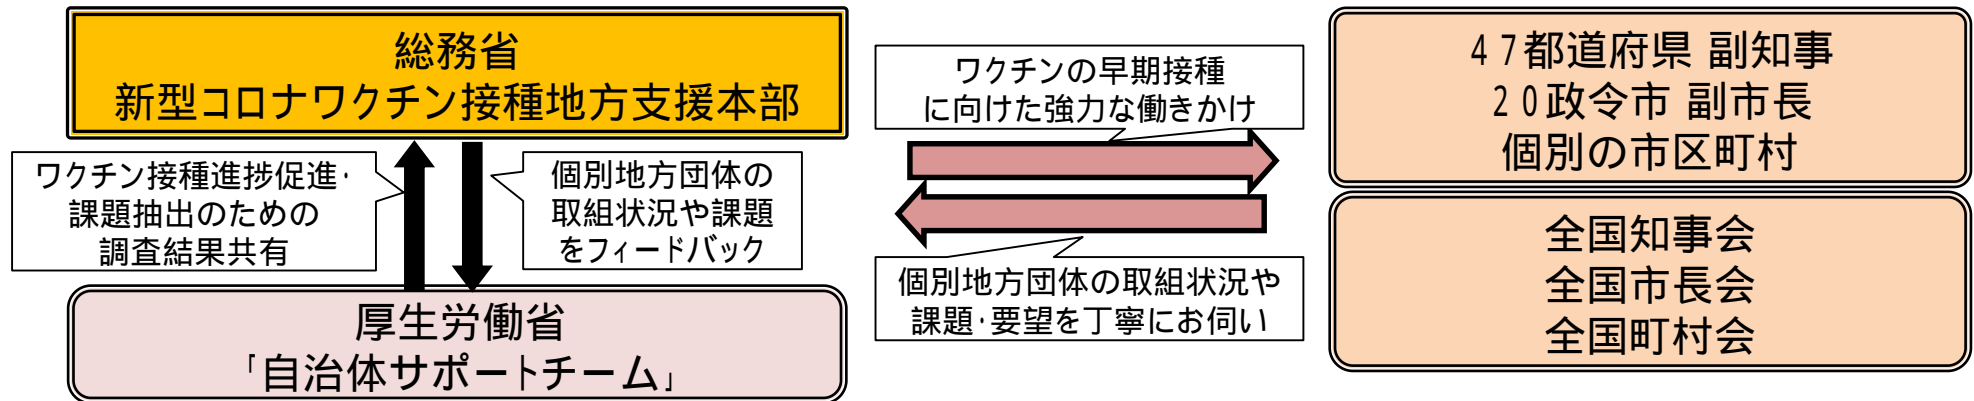 総務省
新型コロナワクチン接種地方支援本部
ワクチン接種進捗促進・
課題抽出のための
調査結果共有
個別地方団体の
取組状況や課題
をフィードバック
厚生労働省
「自治体サポートチーム」
ワクチンの早期接種
に向けた強力な働きかけ
個別地方団体の取組状況や
課題・要望を丁寧にお伺い
47都道府県 副知事
20政令市 副市長
個別の市区町村
全国知事会
全国市長会
全国町村会